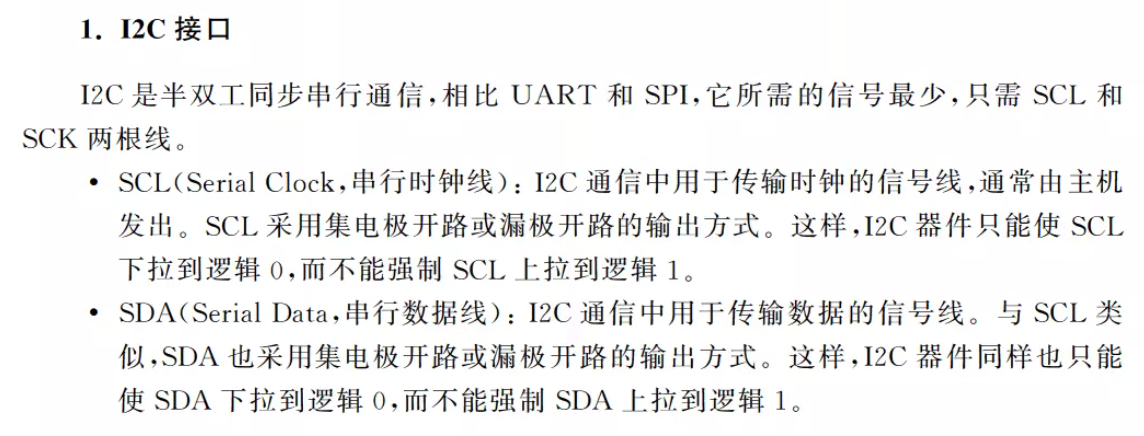 1. I2C 接口
I2C 是半双工同步串行通信,相比 UART 和 SPI,它所需的信号最少,只需 SCL 和
SCK 两根线。
• SCL(Serial Clock,串行时钟线): I2C 通信中用于传输时钟的信号线,通常由主机
发出。SCL 采用集电极开路或漏极开路的输出方式。这样,I2C 器件只能使 SCL
下拉到逻辑 0,而不能强制 SCL 上拉到逻辑 1。
• SDA(Serial Data,串行数据线): I2C 通信中用于传输数据的信号线。与 SCL 类
似,SDA 也采用集电极开路或漏极开路的输出方式。这样,I2C 器件同样也只能
使 SDA 下拉到逻辑 0,而不能强制 SDA 上拉到逻辑 1。